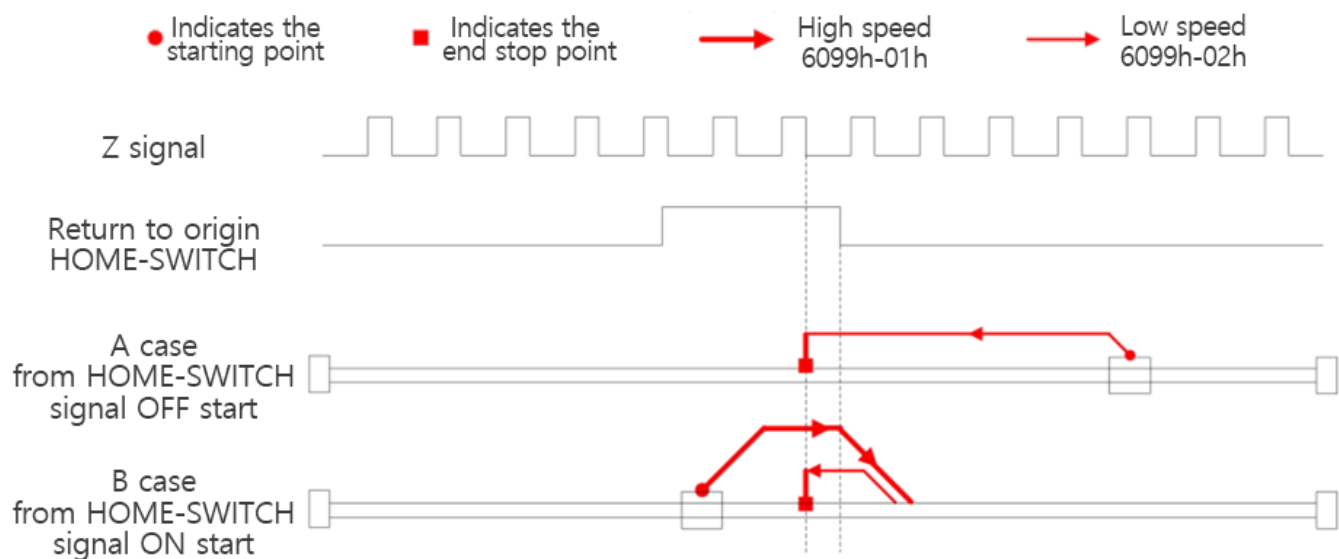 Indicates the
starting point
Indicates the
end stop point
High speed
6099h-01h
Low speed
6099h-02h
Z signal
Return to origin
HOME-SWITCH
A case
from HOME-SWITCH
signal OFF start
B case
from HOME-SWITCH
signal ON start